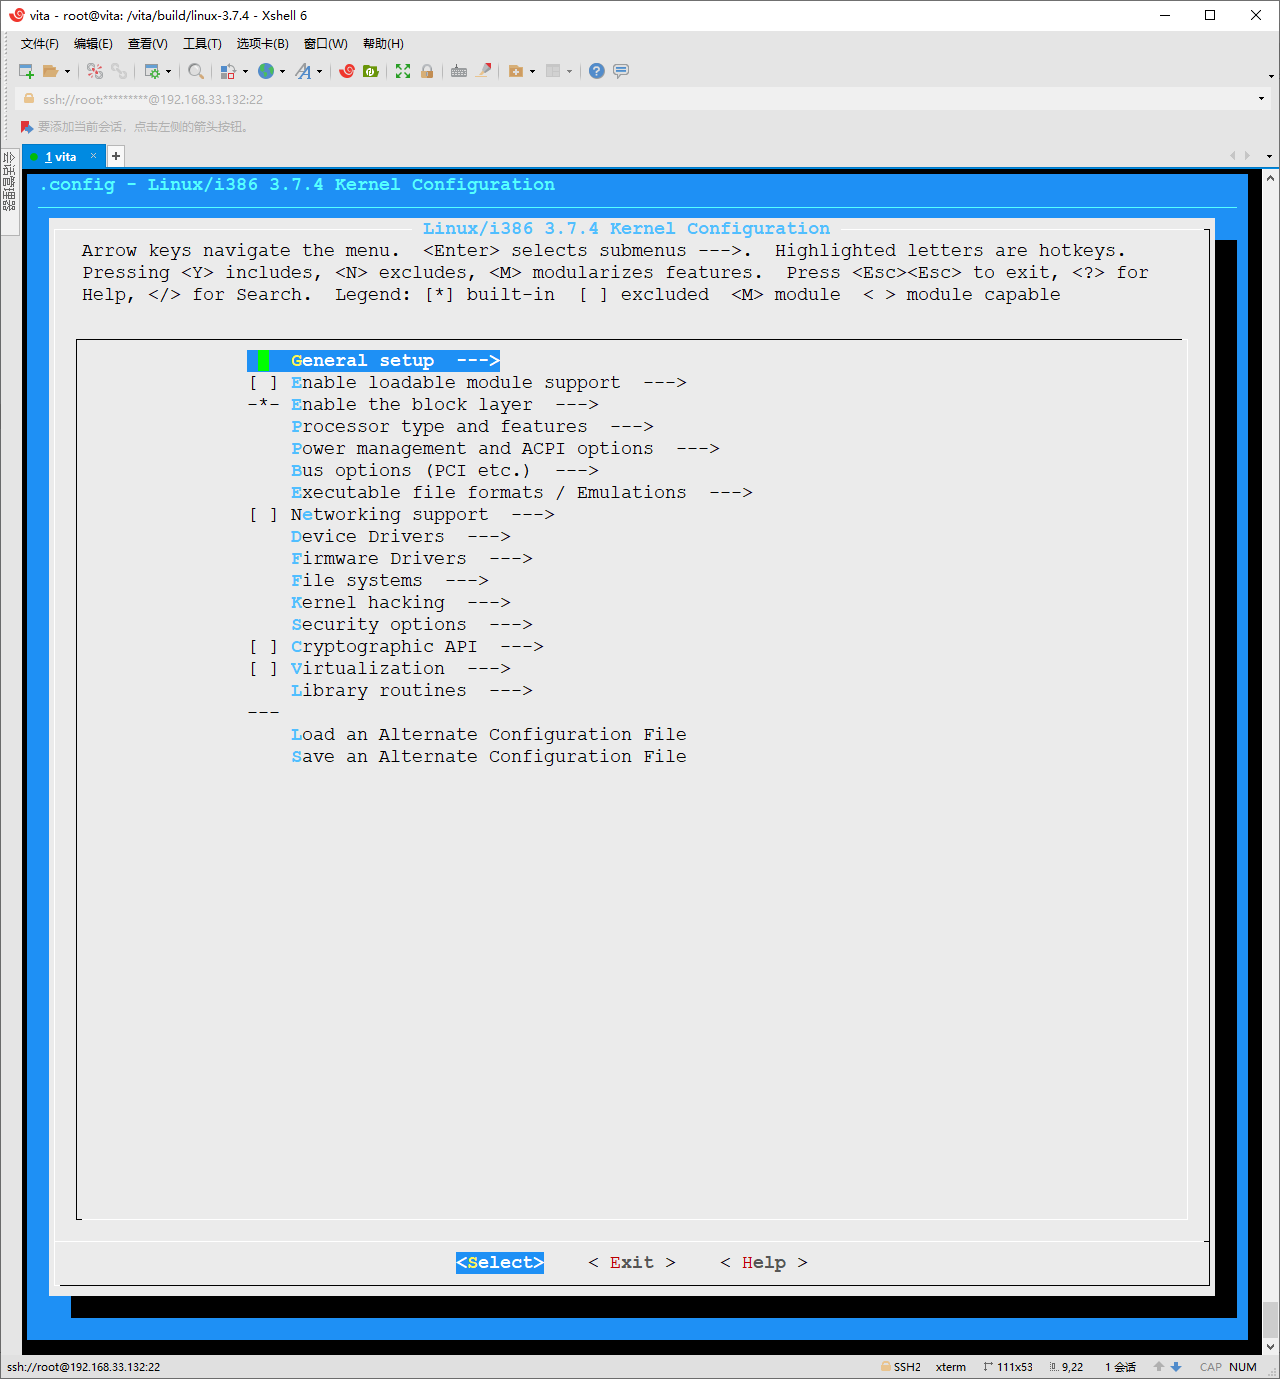 vita - root@vita: /vita/build/linux-3.7.4 - Xshell 6
文件(F) 编辑(E) 查看(V) 工具(T) 选项卡(B) 窗口(W) 帮助(H)
ssh://root:*********@192.168.33.132:22
要添加当前会话，点击左侧的箭头按钮。
会话管理器
1 vita × +
.config - Linux/i386 3.7.4 Kernel Configuration
Linux/i386 3.7.4 Kernel Configuration
Arrow keys navigate the menu.  <Enter> selects submenus --->.  Highlighted letters are hotkeys.
Pressing <Y> includes, <N> excludes, <M> modularizes features.  Press <Esc><Esc> to exit, <?> for
Help, </> for Search.  Legend: [*] built-in  [ ] excluded  <M> module  < > module capable
General setup  --->
[ ] Enable loadable module support  --->
-*- Enable the block layer  --->
Processor type and features  --->
Power management and ACPI options  --->
Bus options (PCI etc.)  --->
Executable file formats / Emulations  --->
[ ] Networking support  --->
Device Drivers  --->
Firmware Drivers  --->
File systems  --->
Kernel hacking  --->
Security options  --->
[ ] Cryptographic API  --->
[ ] Virtualization  --->
Library routines  --->
---
Load an Alternate Configuration File
Save an Alternate Configuration File
<Select> < Exit > < Help >
ssh://root@192.168.33.132:22 SSH2 xterm 111x53 9,22 1 会话 CAP NUM